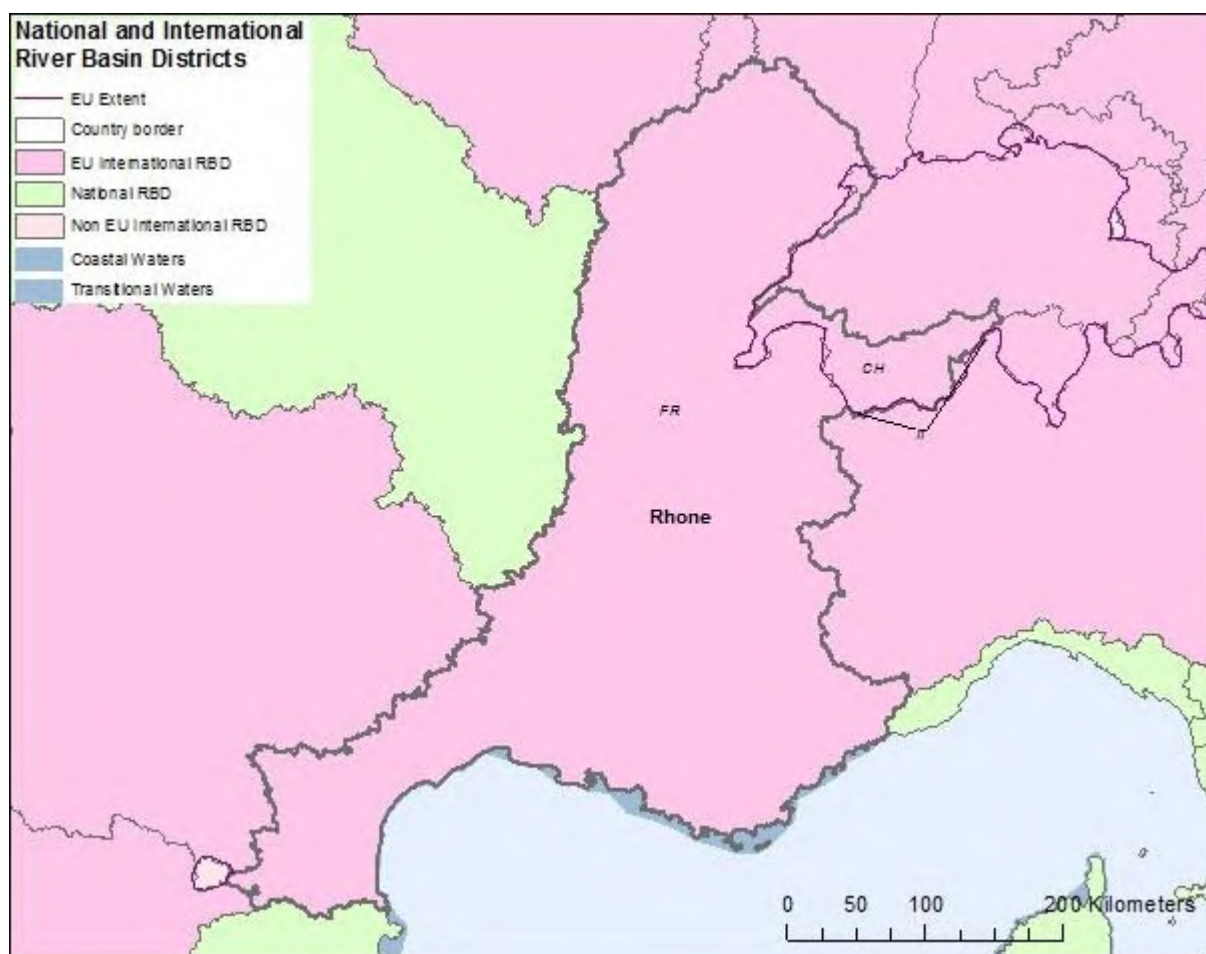 National and International
River Basin Districts
EU Extent
Country border
EU International RBD
National RBD
Non EU International RBD
Coastal Waters
Transitional Waters
CH
FR
IT
Rhone
0 50 100 200 Kilometers